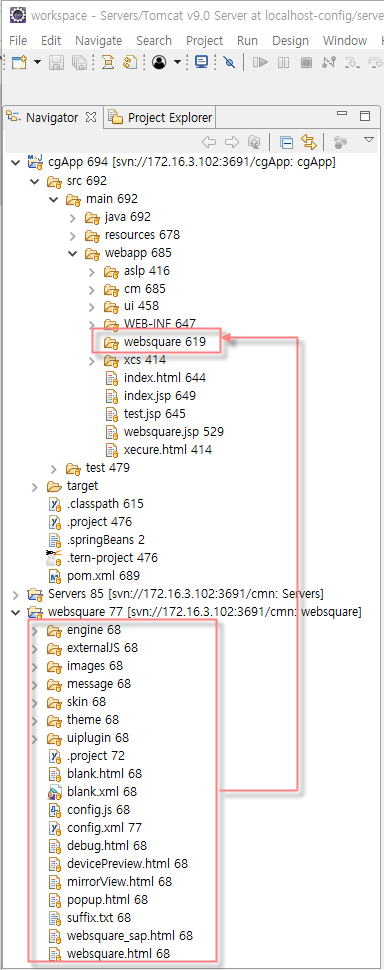 workspace - Servers/Tomcat v9.0 Server at localhost-config/serve
File Edit Navigate Search Project Run Design Window
Navigator Project Explorer
cgApp 694 [svn://172.16.3.102:3691/cgApp: cgApp]
src 692
main 692
java 692
resources 678
webapp 685
aslp 416
cm 685
ui 458
WEB-INF 647
websquare 619
xcs 414
index.html 644
index.jsp 649
test.jsp 645
websquare.jsp 529
xecure.html 414
test 479
target
.classpath 615
.project 476
.springBeans 2
.tern-project 476
pom.xml 689
Servers 85 [svn://172.16.3.102:3691/cmn: Servers]
websquare 77 [svn://172.16.3.102:3691/cmn: websquare]
engine 68
externalJS 68
images 68
message 68
skin 68
theme 68
uiplugin 68
.project 72
blank.html 68
blank.xml 68
config.js 68
config.xml 77
debug.html 68
devicePreview.html 68
mirrorView.html 68
popup.html 68
suffix.txt 68
websquare_sap.html 68
websquare.html 68